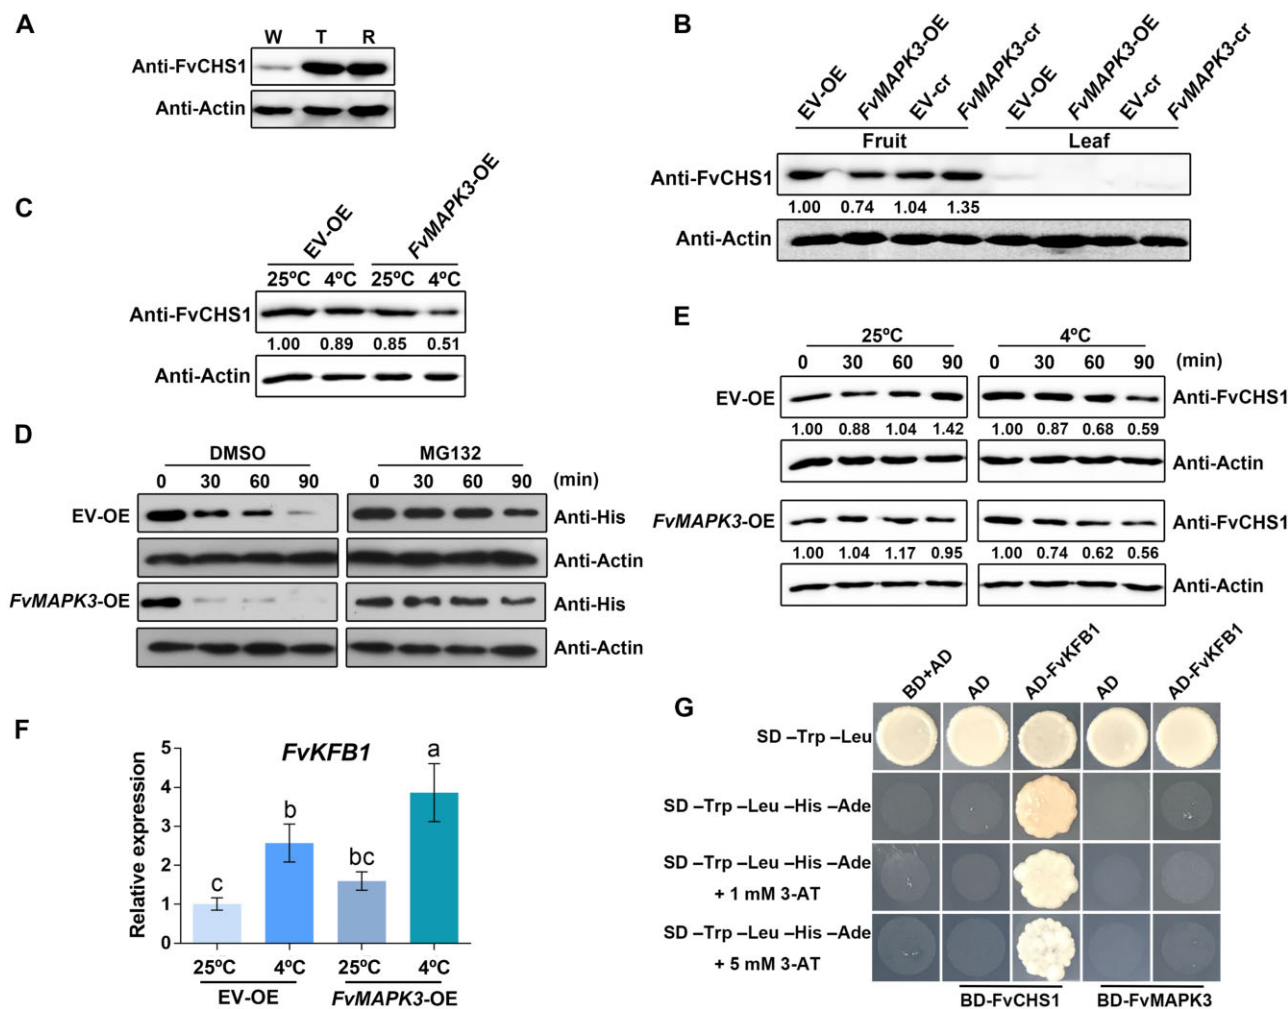 A
W T R
Anti-FvCHS1
Anti-Actin
B
EV-OE FvMAPK3-OE EV-cr FvMAPK3-cr EV-OE FvMAPK3-OE EV-cr FvMAPK3-cr
Fruit Leaf
Anti-FvCHS1
1.00 0.74 1.04 1.35
Anti-Actin
C
EV-OE FvMAPK3-OE
25ºC 4ºC 25ºC 4ºC
Anti-FvCHS1
1.00 0.89 0.85 0.51
Anti-Actin
D
DMSO MG132
0 30 60 90 0 30 60 90 (min)
EV-OE Anti-His
Anti-Actin
FvMAPK3-OE Anti-His
Anti-Actin
E
25ºC 4ºC
0 30 60 90 0 30 60 90 (min)
EV-OE Anti-FvCHS1
1.00 0.88 1.04 1.42 1.00 0.87 0.68 0.59
Anti-Actin
FvMAPK3-OE Anti-FvCHS1
1.00 1.04 1.17 0.95 1.00 0.74 0.62 0.56
Anti-Actin
F
FvKFB1
Relative expression
5
4
3
2
1
0
c b bc a
25ºC 4ºC 25ºC 4ºC
EV-OE FvMAPK3-OE
G
BD+AD AD AD-FvKFB1 AD AD-FvKFB1
SD –Trp –Leu
SD –Trp –Leu –His –Ade
SD –Trp –Leu –His –Ade
+ 1 mM 3-AT
SD –Trp –Leu –His –Ade
+ 5 mM 3-AT
BD-FvCHS1 BD-FvMAPK3